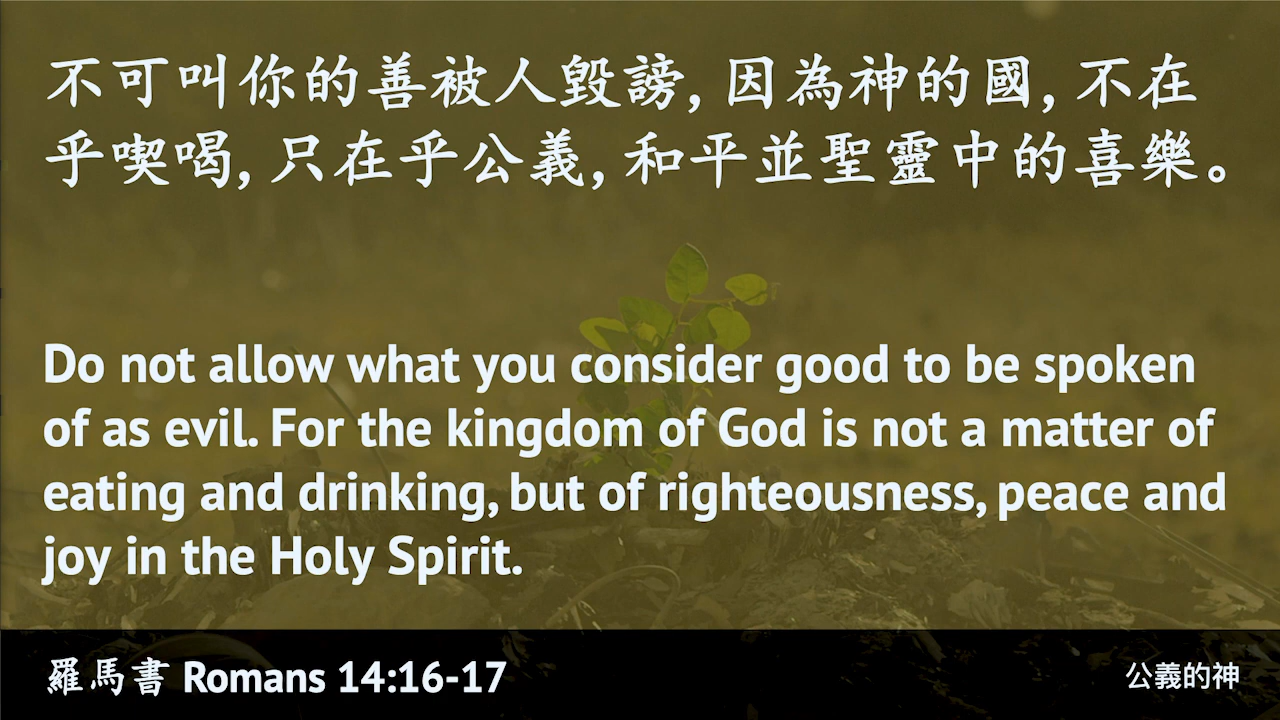 不可叫你的善被人毀謗, 因為神的國, 不在
乎喫喝, 只在乎公義, 和平並聖靈中的喜樂。
Do not allow what you consider good to be spoken
of as evil. For the kingdom of God is not a matter of
eating and drinking, but of righteousness, peace and
joy in the Holy Spirit.
羅馬書 Romans 14:16-17
公義的神